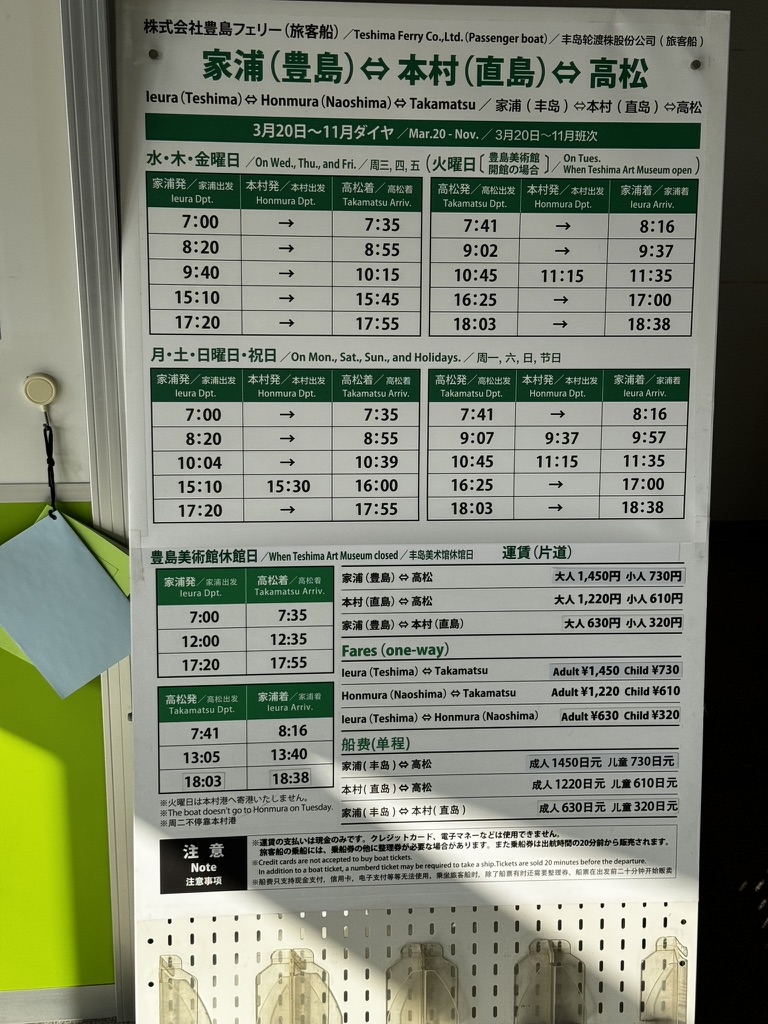 株式会社豊島フェリー(旅客船)／Teshima Ferry Co.,Ltd.(Passenger boat)／丰岛轮渡株股份公司(旅客船)
家浦(豊島)⇔本村(直島)⇔高松
Ieura(Teshima)⇔Honmura(Naoshima)⇔Takamatsu／家浦(丰岛)⇔本村(直岛)⇔高松
3月20日～11月ダイヤ／Mar.20 - Nov.／3月20日～11月班次
水・木・金曜日／On Wed., Thu., and Fri.／周三, 四, 五(火曜日[豊島美術館開館の場合]／On Tues. When Teshima Art Museum open)
家浦発／家浦出发 本村発／本村出发 高松着／高松着
Ieura Dpt. Honmura Dpt. Takamatsu Arriv.
7:00 → 7:35
8:20 → 8:55
9:40 → 10:15
15:10 → 15:45
17:20 → 17:55
高松発／高松出发 本村発／本村出发 家浦着／家浦着
Takamatsu Dpt. Honmura Dpt. Ieura Arriv.
7:41 → 8:16
9:02 → 9:37
10:45 11:15 11:35
16:25 → 17:00
18:03 → 18:38
月・土・日曜日・祝日／On Mon., Sat., Sun., and Holidays.／周一, 六, 日, 节日
家浦発／家浦出发 本村発／本村出发 高松着／高松着
Ieura Dpt. Honmura Dpt. Takamatsu Arriv.
7:00 → 7:35
8:20 → 8:55
10:04 → 10:39
15:10 15:30 16:00
17:20 → 17:55
高松発／高松出发 本村発／本村出发 家浦着／家浦着
Takamatsu Dpt. Honmura Dpt. Ieura Arriv.
7:41 → 8:16
9:07 9:37 9:57
10:45 11:15 11:35
16:25 → 17:00
18:03 → 18:38
豊島美術館休館日／When Teshima Art Museum closed／丰岛美术馆休馆日
家浦発／家浦出发 高松着／高松着
Ieura Dpt. Takamatsu Arriv.
7:00 7:35
12:00 12:35
17:20 17:55
高松発／高松出发 家浦着／家浦着
Takamatsu Dpt. Ieura Arriv.
7:41 8:16
13:05 13:40
18:03 18:38
※火曜日は本村港へ寄港いたしません。
※The boat doesn't go to Honmura on Tuesday.
※周二不停靠本村港
運賃(片道)
家浦(豊島)⇔高松 大人1,450円 小人730円
本村(直島)⇔高松 大人1,220円 小人610円
家浦(豊島)⇔本村(直島) 大人630円 小人320円
Fares(one-way)
Ieura(Teshima)⇔Takamatsu Adult ¥1,450 Child ¥730
Honmura(Naoshima)⇔Takamatsu Adult ¥1,220 Child ¥610
Ieura(Teshima)⇔Honmura(Naoshima) Adult ¥630 Child ¥320
船费(单程)
家浦(丰岛)⇔高松 成人1450日元 儿童730日元
本村(直岛)⇔高松 成人1220日元 儿童610日元
家浦(丰岛)⇔本村(直岛) 成人630日元 儿童320日元
注意
Note
注意事项
※運賃の支払いは現金のみです。クレジットカード、電子マネーなどは使用できません。
旅客船の乗船には、乗船券の他に整理券が必要な場合があります。また乗船券は出航時間の20分前から販売されます。
※Credit cards are not accepted to buy boat tickets.
In addition to a boat ticket, a numberd ticket may be required to take a ship.Tickets are sold 20 minutes before the departure.
※船费只支持现金支付，信用卡，电子支付等等无法使用，乘坐旅客船时，除了船票有时还需要整理券，船票在出发前二十分钟开始贩卖